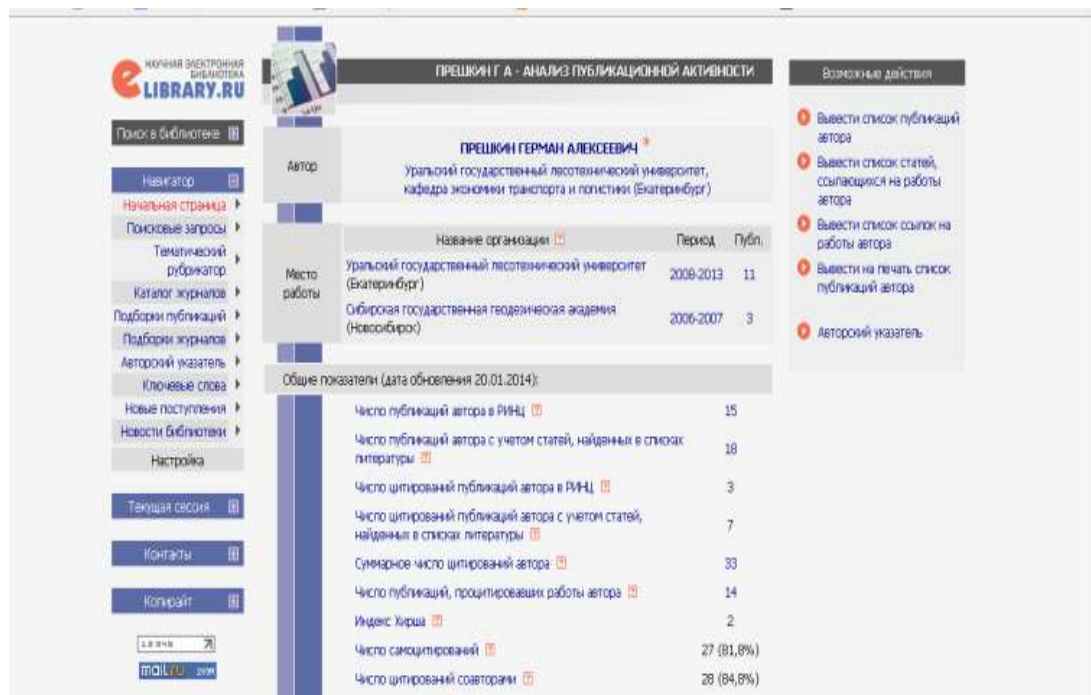 НАУЧНАЯ ЭЛЕКТРОННАЯ
БИБЛИОТЕКА
eLIBRARY.RU
Поиск в библиотеке
Навигатор
Начальная страница
Поисковые запросы
Тематический
рубрикатор
Каталог журналов
Подборки публикаций
Подборки журналов
Авторский указатель
Ключевые слова
Новые поступления
Новости библиотеки
Настройка
Текущая сессия
Контакты
Копирайт
mail.ru
ПРЕШКИН Г А - АНАЛИЗ ПУБЛИКАЦИОННОЙ АКТИВНОСТИ
Автор
ПРЕШКИН ГЕРМАН АЛЕКСЕЕВИЧ *
Уральский государственный лесотехнический университет,
кафедра экономики транспорта и логистики (Екатеринбург)
Место
работы
Название организации Период Публ.
Уральский государственный лесотехнический университет
(Екатеринбург) 2008-2013 11
Сибирская государственная геодезическая академия
(Новосибирск) 2006-2007 3
Общие показатели (дата обновления 20.01.2014):
Число публикаций автора в РИНЦ 15
Число публикаций автора с учетом статей, найденных в списках
литературы 18
Число цитирований публикаций автора в РИНЦ 3
Число цитирований публикаций автора с учетом статей,
найденных в списках литературы 7
Суммарное число цитирований автора 33
Число публикаций, процитировавших работы автора 14
Индекс Хирша 2
Число самоцитирований 27 (81,8%)
Число цитирований соавторами 28 (84,8%)
Возможные действия
Вывести список публикаций
автора
Вывести список статей,
ссылающихся на работы
автора
Вывести список ссылок на
работы автора
Вывести на печать список
публикаций автора
Авторский указатель